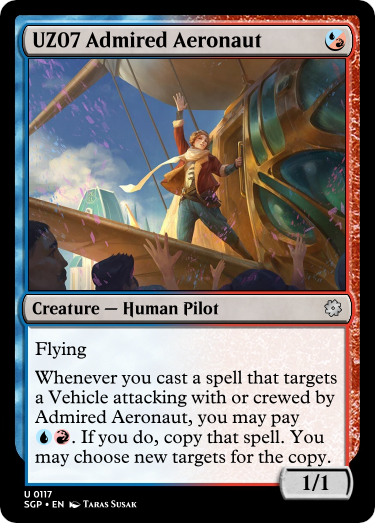 UZ07 Admired Aeronaut
Creature — Human Pilot
Flying
Whenever you cast a spell that targets
a Vehicle attacking with or crewed by
Admired Aeronaut, you may pay
. If you do, copy that spell. You
may choose new targets for the copy.
1/1
U 0117
SGP • EN Taras Susak